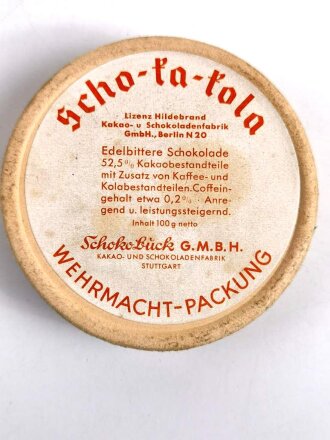 Scho-ka-kola
Lizenz Hildebrand
Kakao- u Schokoladenfabrik
GmbH., Berlin N 20
Edelbittere Schokolade
52,5% Kakaobestandteile
mit Zusatz von Kaffee- und
Kolabestandteilen. Coffein-
gehalt etwa 0,2% · Anre-
gend u. leistungssteigernd.
Inhalt 100 g netto
Schoko-Bück G.M.B.H.
KAKAO- UND SCHOKOLADENFABRIK
STUTTGART
WEHRMACHT-PACKUNG